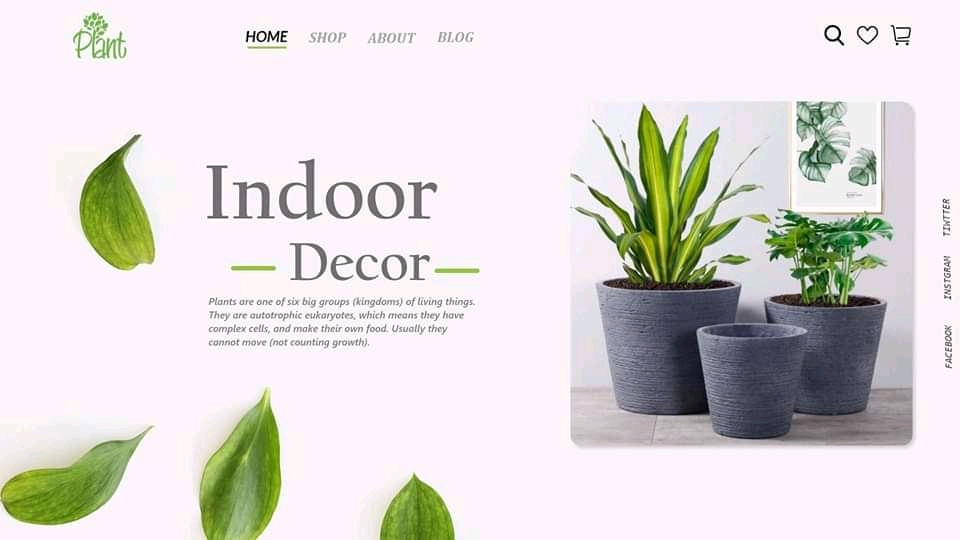 Plant
HOME SHOP ABOUT BLOG
Indoor
Decor
Plants are one of six big groups (kingdoms) of living things.
They are autotrophic eukaryotes, which means they have
complex cells, and make their own food. Usually they
cannot move (not counting growth).
TIWTTER
INSTGRAM
FACEBOOK